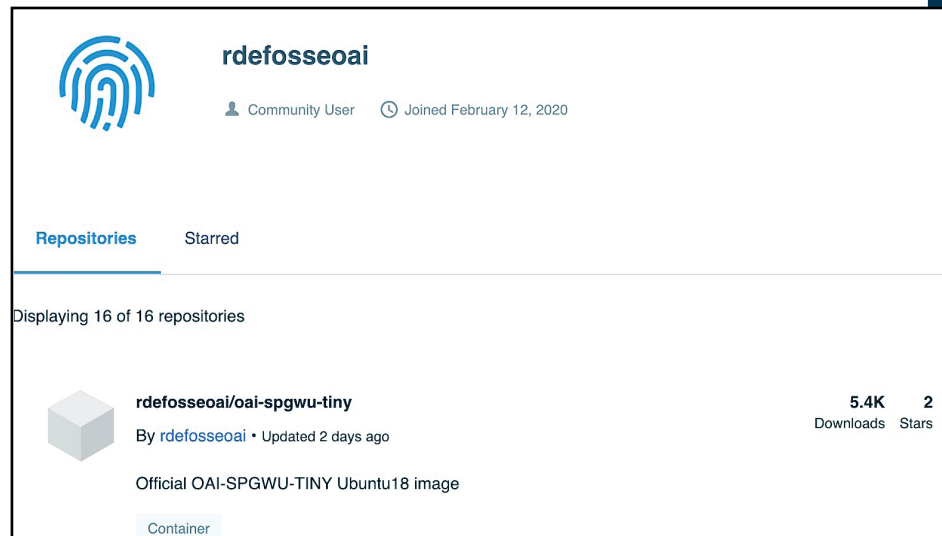 rdefosseoai
Community User Joined February 12, 2020
Repositories Starred
Displaying 16 of 16 repositories
rdefosseoai/oai-spgwu-tiny 5.4K 2
By rdefosseoai • Updated 2 days ago Downloads Stars
Official OAI-SPGWU-TINY Ubuntu18 image
Container